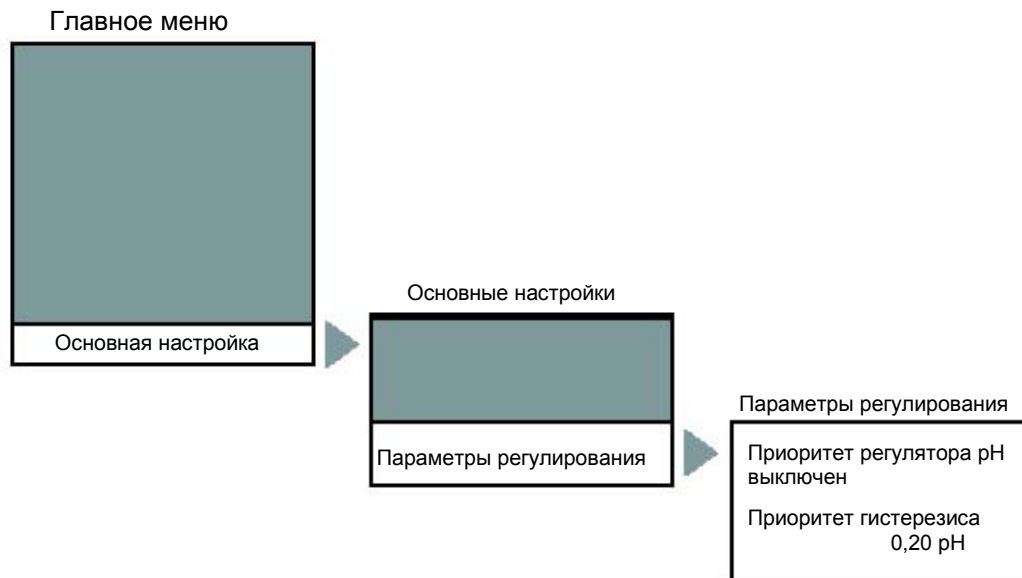 Главное меню
Основная настройка
Основные настройки
Параметры регулирования
Параметры регулирования
Приоритет регулятора pH
выключен
Приоритет гистерезиса
0,20 pH